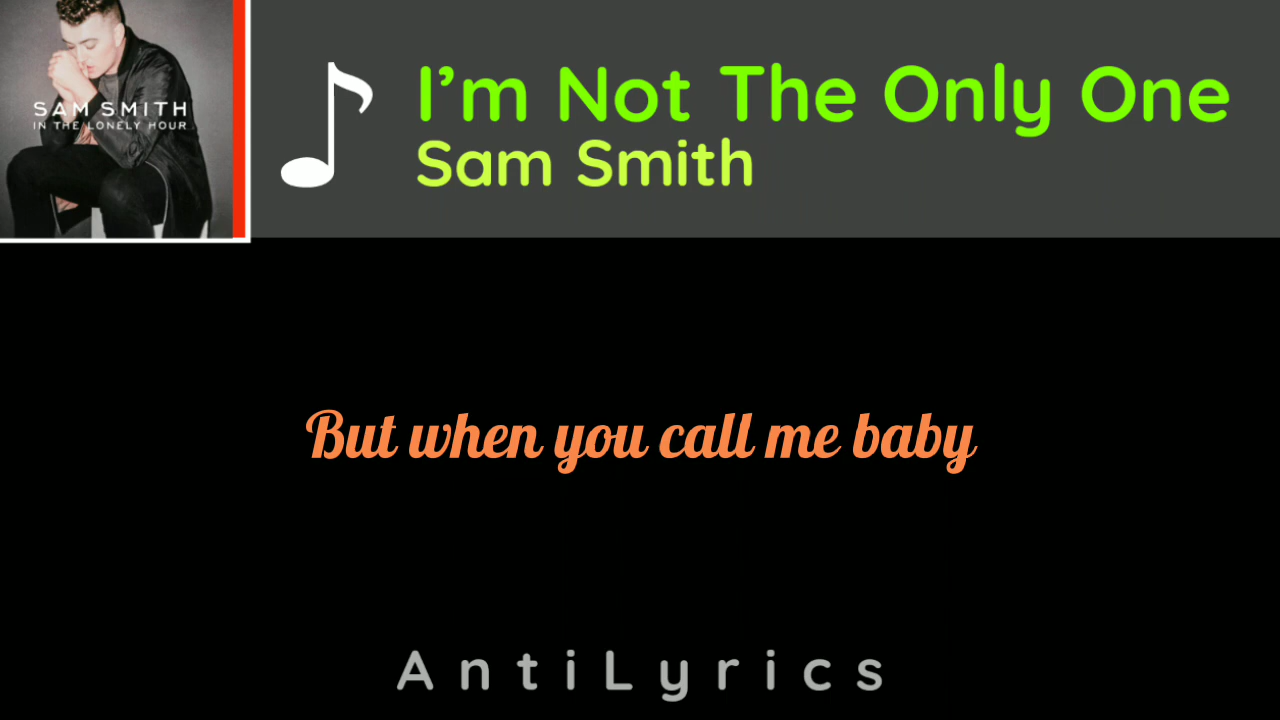 SAM SMITH
IN THE LONELY HOUR
I’m Not The Only One
Sam Smith
But when you call me baby
AntiLyrics